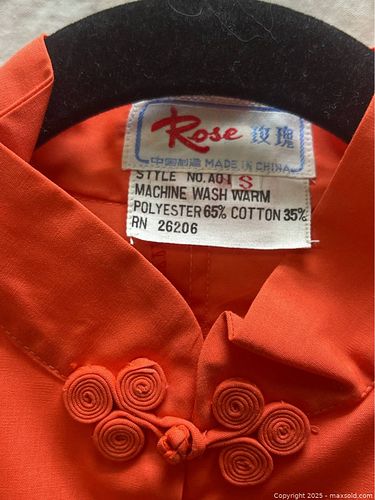 Rose 玫瑰
中国制造 MADE IN CHINA
STYLE NO. A01 S
MACHINE WASH WARM
POLYESTER 65% COTTON 35%
RN 26206
Copyright 2025 - maxsold.com